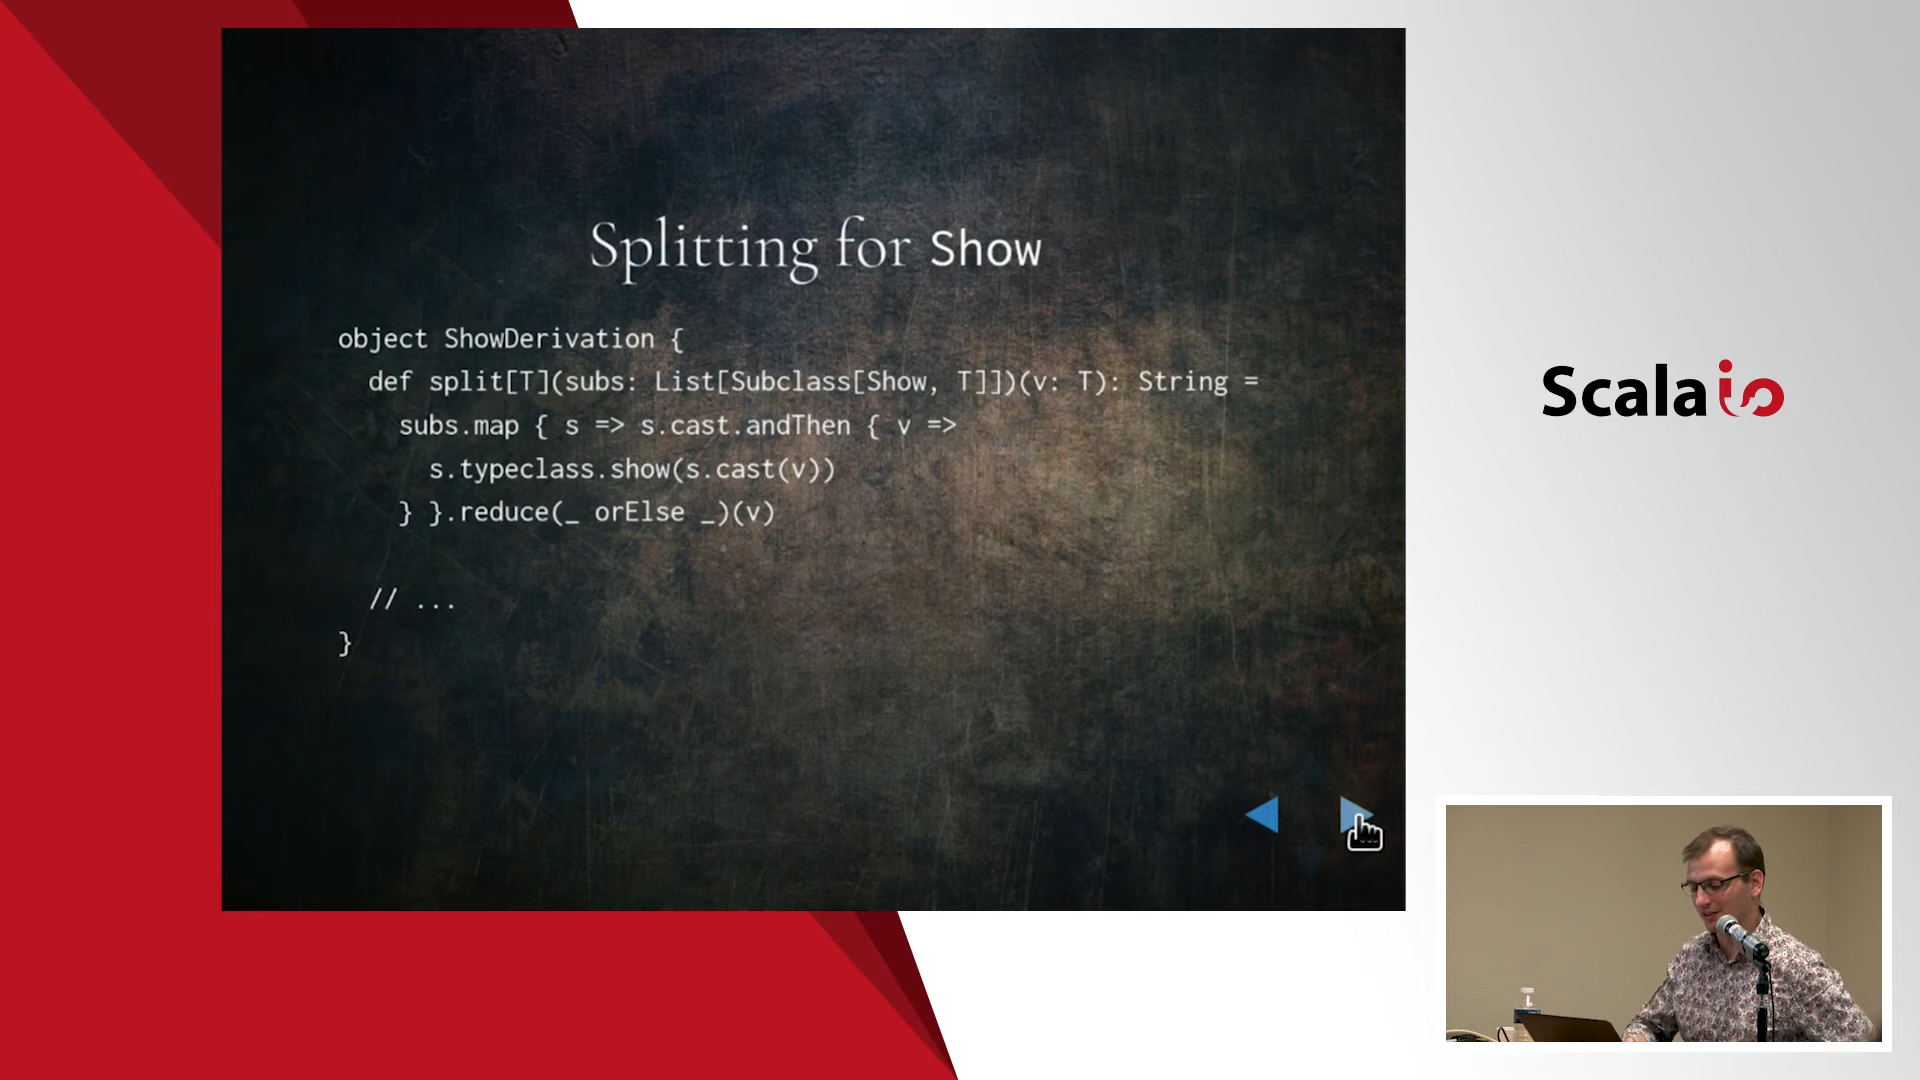 Splitting for Show
object ShowDerivation {
def split[T](subs: List[Subclass[Show, T]])(v: T): String =
subs.map { s => s.cast.andThen { v =>
s.typeclass.show(s.cast(v))
} }.reduce(_ orElse _)(v)
// ...
}
Scala io